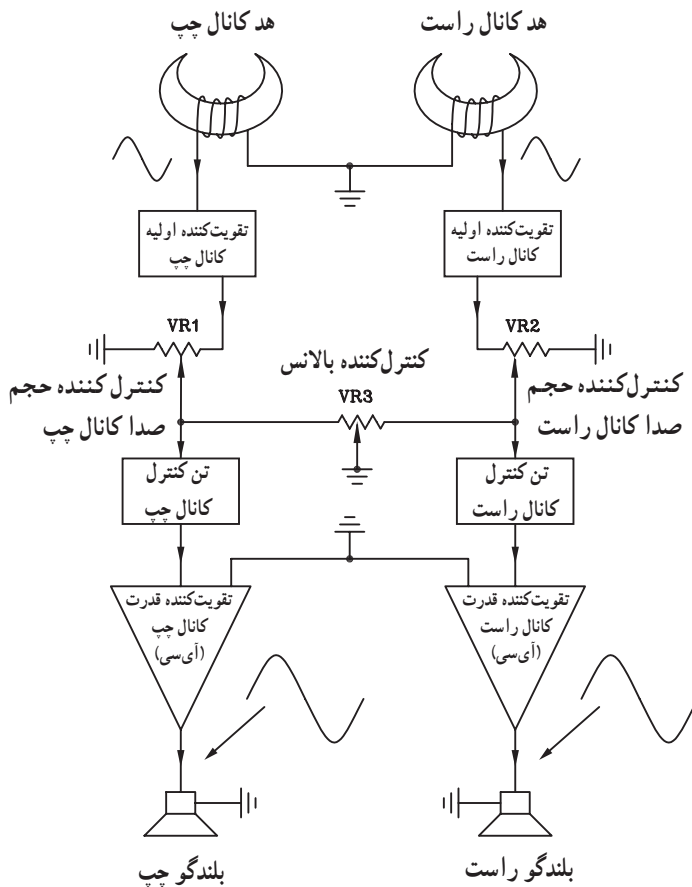 هد کانال راست
هد کانال چپ
تقویت‌کننده اولیه
کانال راست
تقویت‌کننده اولیه
کانال چپ
VR2
VR1
کنترل‌کننده حجم
صدا کانال راست
کنترل‌کننده بالانس
VR3
کنترل کننده حجم
صدا کانال چپ
تن کنترل
کانال راست
تن کنترل
کانال چپ
تقویت‌کننده قدرت
کانال راست
(آی‌سی)
تقویت‌کننده قدرت
کانال چپ
(آی‌سی)
بلندگو راست
بلندگو چپ